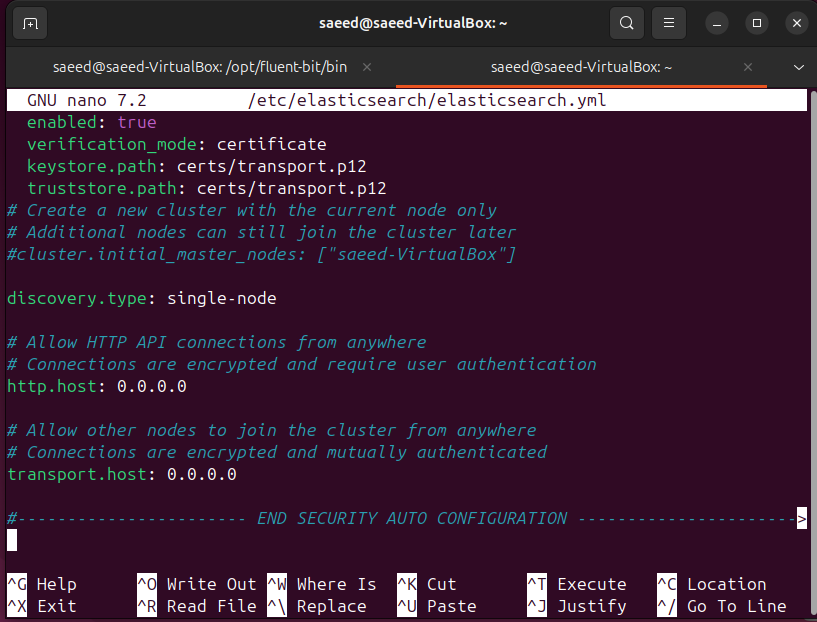 saeed@saeed-VirtualBox: ~
saeed@saeed-VirtualBox: /opt/fluent-bit/bin × saeed@saeed-VirtualBox: ~ ×
GNU nano 7.2 /etc/elasticsearch/elasticsearch.yml
enabled: true
verification_mode: certificate
keystore.path: certs/transport.p12
truststore.path: certs/transport.p12
# Create a new cluster with the current node only
# Additional nodes can still join the cluster later
#cluster.initial_master_nodes: ["saeed-VirtualBox"]
discovery.type: single-node
# Allow HTTP API connections from anywhere
# Connections are encrypted and require user authentication
http.host: 0.0.0.0
# Allow other nodes to join the cluster from anywhere
# Connections are encrypted and mutually authenticated
transport.host: 0.0.0.0
#----------------------- END SECURITY AUTO CONFIGURATION ---------------------->
^G Help ^O Write Out ^W Where Is ^K Cut ^T Execute ^C Location
^X Exit ^R Read File ^\ Replace ^U Paste ^J Justify ^/ Go To Line